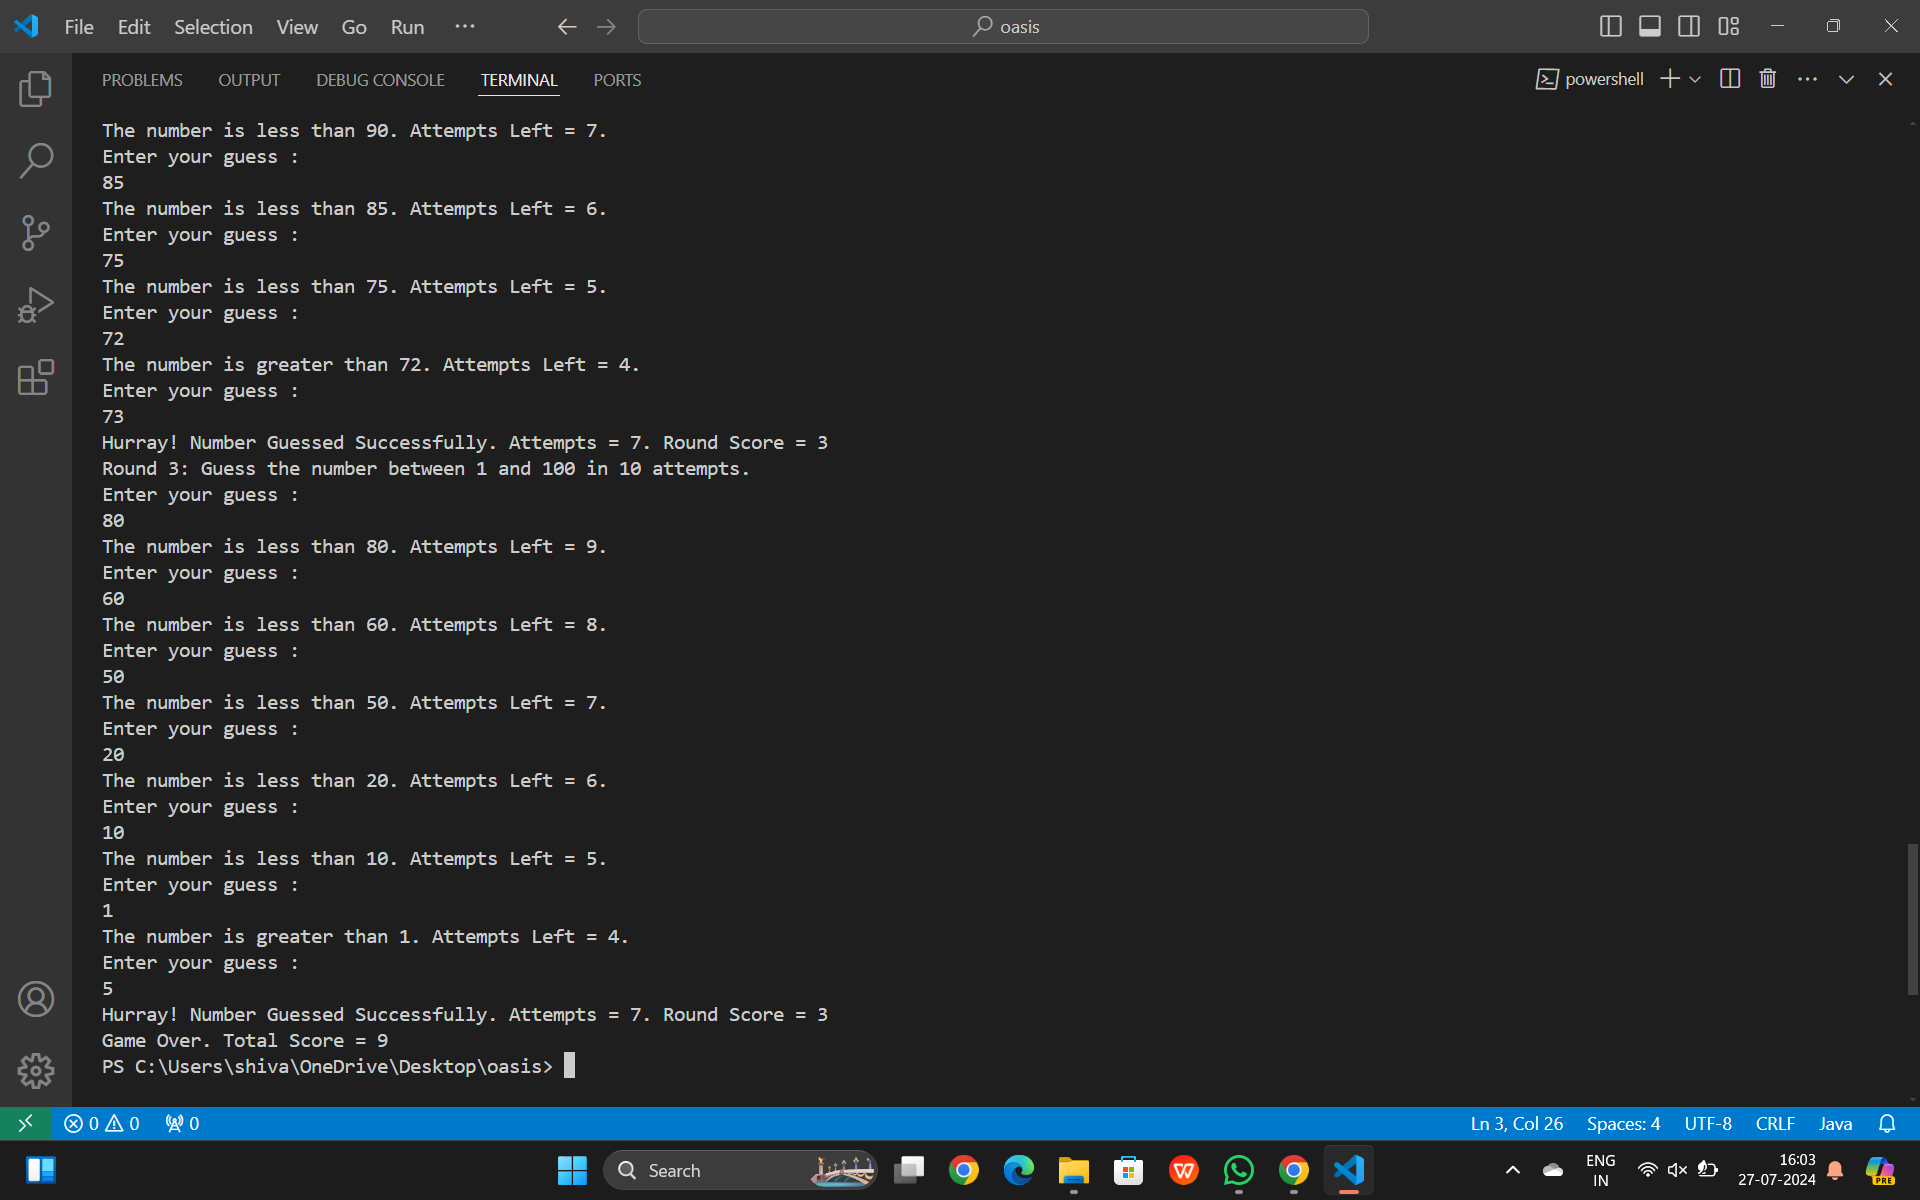 File Edit Selection View Go Run ··· oasis
PROBLEMS OUTPUT DEBUG CONSOLE TERMINAL PORTS powershell
The number is less than 90. Attempts Left = 7.
Enter your guess :
85
The number is less than 85. Attempts Left = 6.
Enter your guess :
75
The number is less than 75. Attempts Left = 5.
Enter your guess :
72
The number is greater than 72. Attempts Left = 4.
Enter your guess :
73
Hurray! Number Guessed Successfully. Attempts = 7. Round Score = 3
Round 3: Guess the number between 1 and 100 in 10 attempts.
Enter your guess :
80
The number is less than 80. Attempts Left = 9.
Enter your guess :
60
The number is less than 60. Attempts Left = 8.
Enter your guess :
50
The number is less than 50. Attempts Left = 7.
Enter your guess :
20
The number is less than 20. Attempts Left = 6.
Enter your guess :
10
The number is less than 10. Attempts Left = 5.
Enter your guess :
1
The number is greater than 1. Attempts Left = 4.
Enter your guess :
5
Hurray! Number Guessed Successfully. Attempts = 7. Round Score = 3
Game Over. Total Score = 9
PS C:\Users\shiva\OneDrive\Desktop\oasis>
0 0 0 Ln 3, Col 26 Spaces: 4 UTF-8 CRLF Java
Search ENG 16:03
IN 27-07-2024 PRE